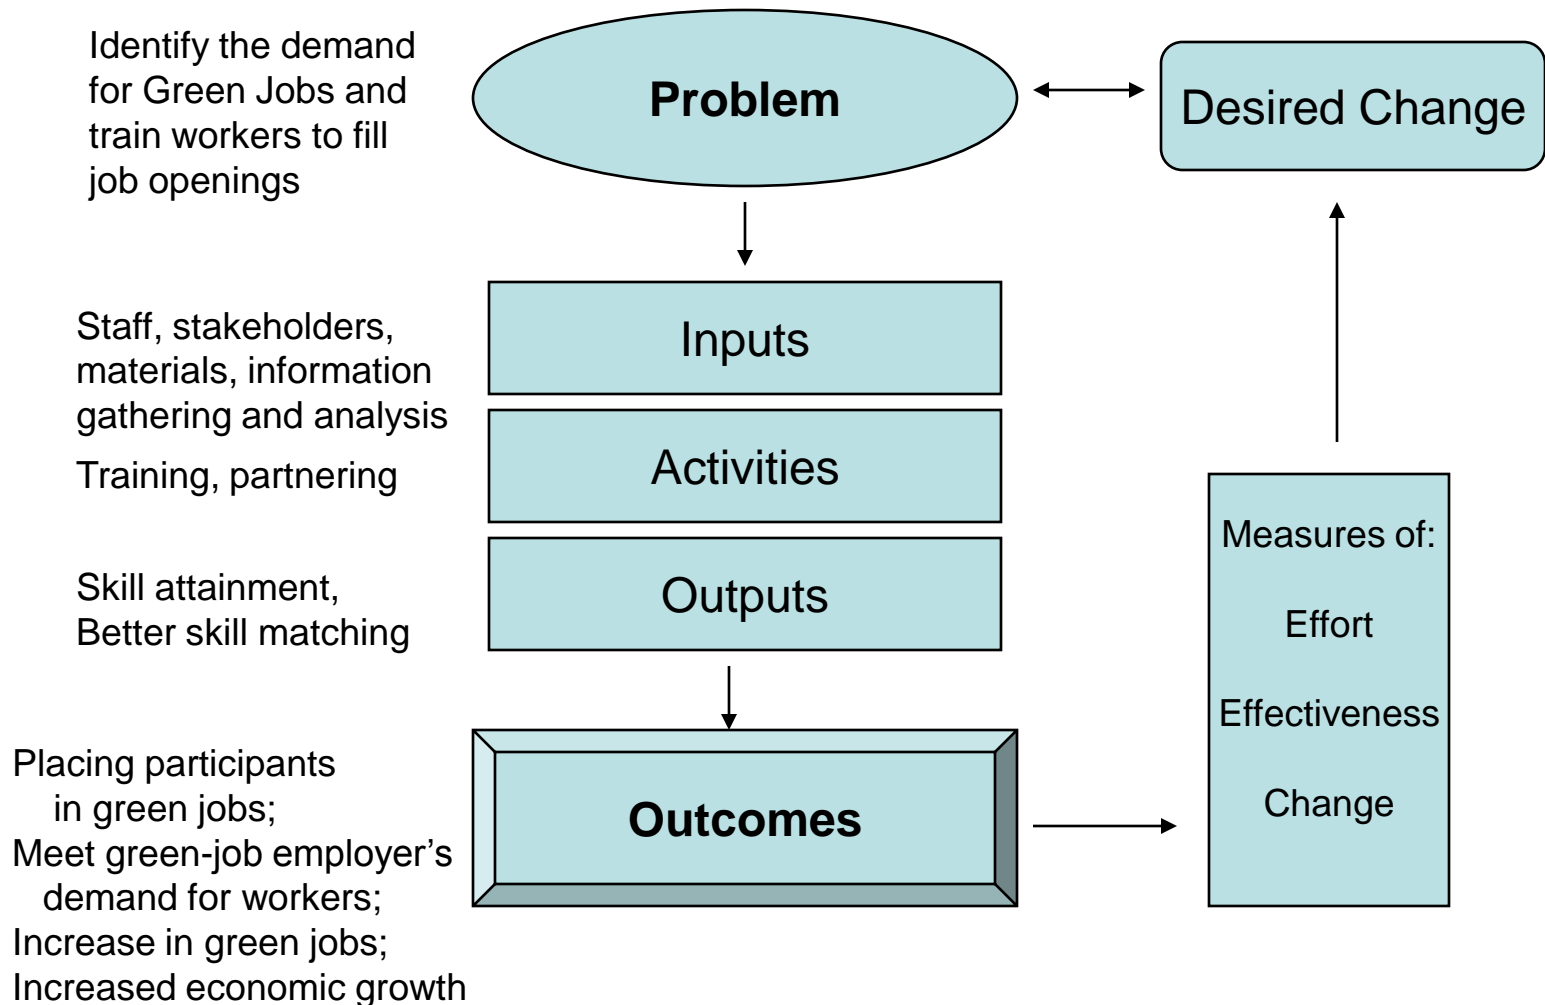 Identify the demand
for Green Jobs and
train workers to fill
job openings
Problem
Desired Change
Staff, stakeholders,
materials, information
gathering and analysis
Inputs
Training, partnering
Activities
Skill attainment,
Better skill matching
Outputs
Placing participants
in green jobs;
Meet green-job employer's
demand for workers;
Increase in green jobs;
Increased economic growth
Outcomes
Measures of:
Effort
Effectiveness
Change